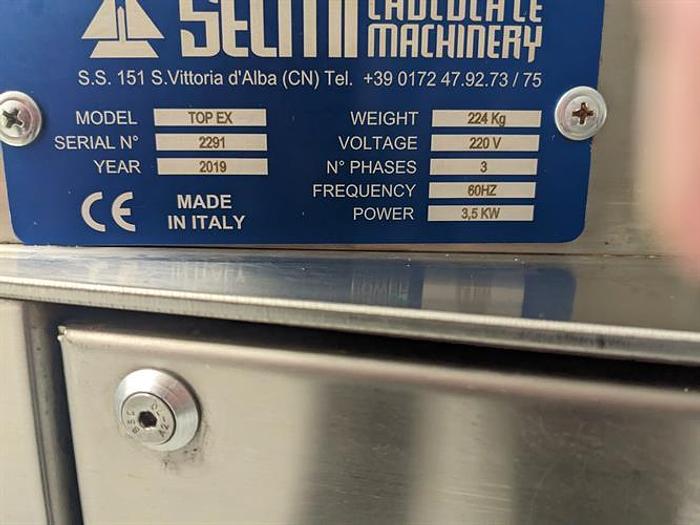 SELMI CHOCOLATE
MACHINERY
S.S. 151 S.Vittoria d'Alba (CN) Tel. +39 0172 47.92.73 / 75
MODEL TOP EX
SERIAL N° 2291
YEAR 2019
WEIGHT 224 Kg
VOLTAGE 220 V
N° PHASES 3
FREQUENCY 60HZ
POWER 3,5 KW
CE MADE
IN ITALY